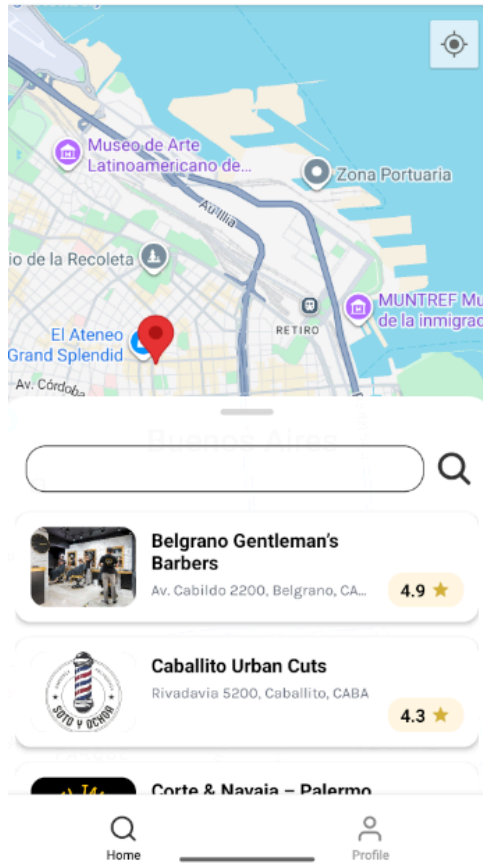 Museo de Arte
Latinoamericano de...
Zona Portuaria
Au Illia
io de la Recoleta
MUNTREF Mu
de la inmigrac
RETIRO
El Ateneo
Grand Splendid
Av. Córdoba
Buenos Aires
Belgrano Gentleman's
Barbers
Av. Cabildo 2200, Belgrano, CA...
4.9
Caballito Urban Cuts
Rivadavia 5200, Caballito, CABA
4.3
SOTO Y OCHOA
Corte & Navaja – Palermo
Home
Profile